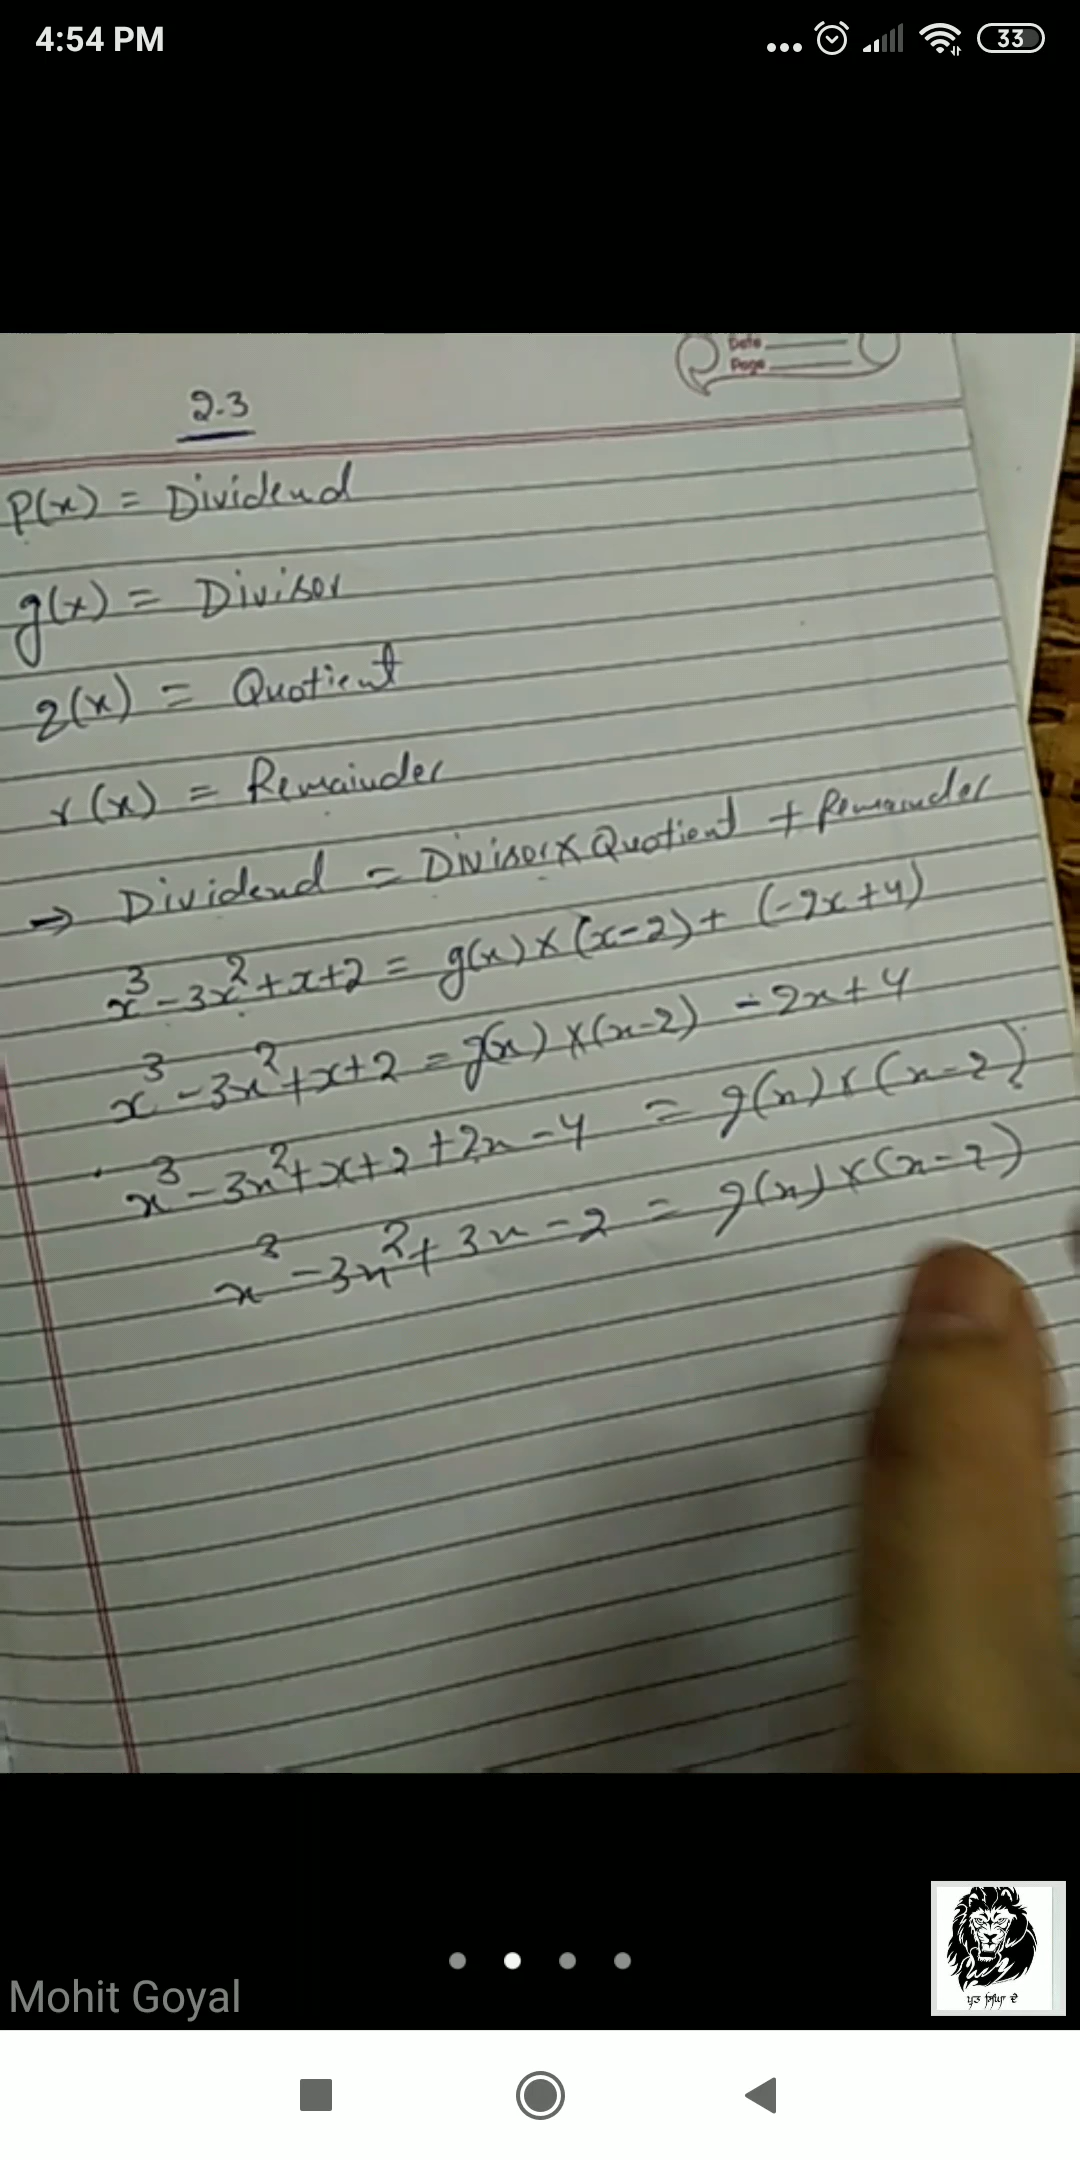 4:54 PM
33
Date
Page
2.3
P(x) = Dividend
g(x) = Divisor
q(x) = Quotient
r(x) = Remainder
→ Dividend = Divisor × Quotient + Remainder
x³ - 3x² + x + 2 = g(x) × (x-2) + (-2x+4)
x³ - 3x² + x + 2 = g(x) × (x-2) - 2x + 4
x³ - 3x² + x + 2 + 2x - 4 = g(x) × (x-2)
x³ - 3x² + 3x - 2 = g(x) × (x-2)
Mohit Goyal